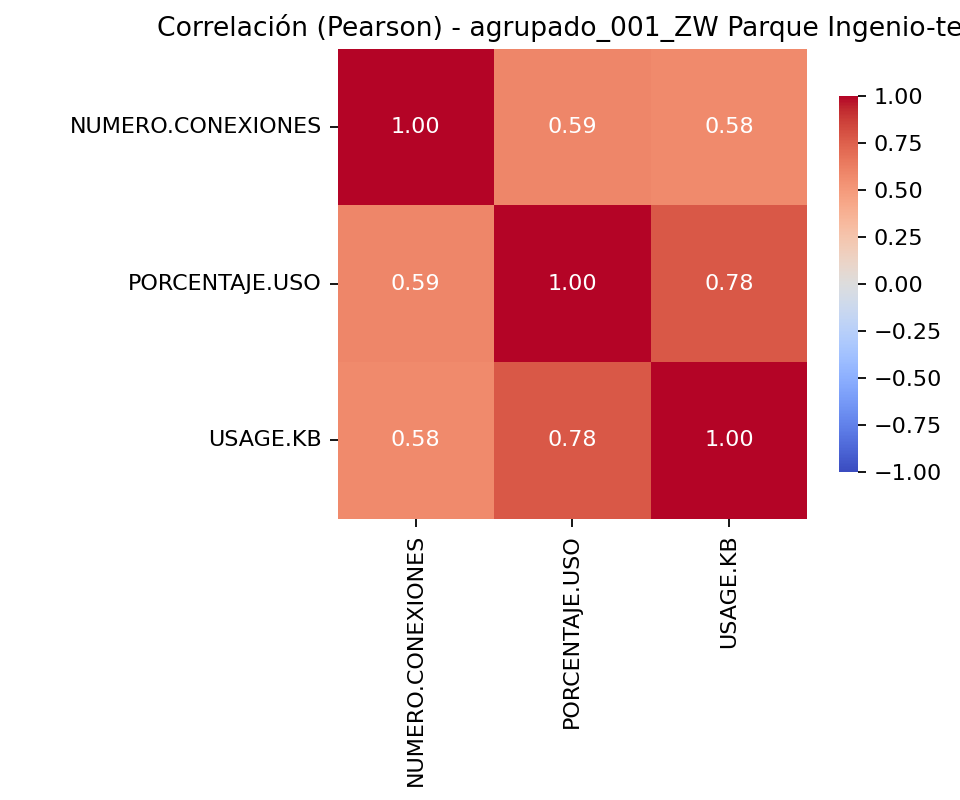 Correlación (Pearson) - agrupado_001_ZW Parque Ingenio-te
NUMERO.CONEXIONES 1.00 0.59 0.58
PORCENTAJE.USO 0.59 1.00 0.78
USAGE.KB 0.58 0.78 1.00
NUMERO.CONEXIONES
PORCENTAJE.USO
USAGE.KB
1.00
0.75
0.50
0.25
0.00
−0.25
−0.50
−0.75
−1.00